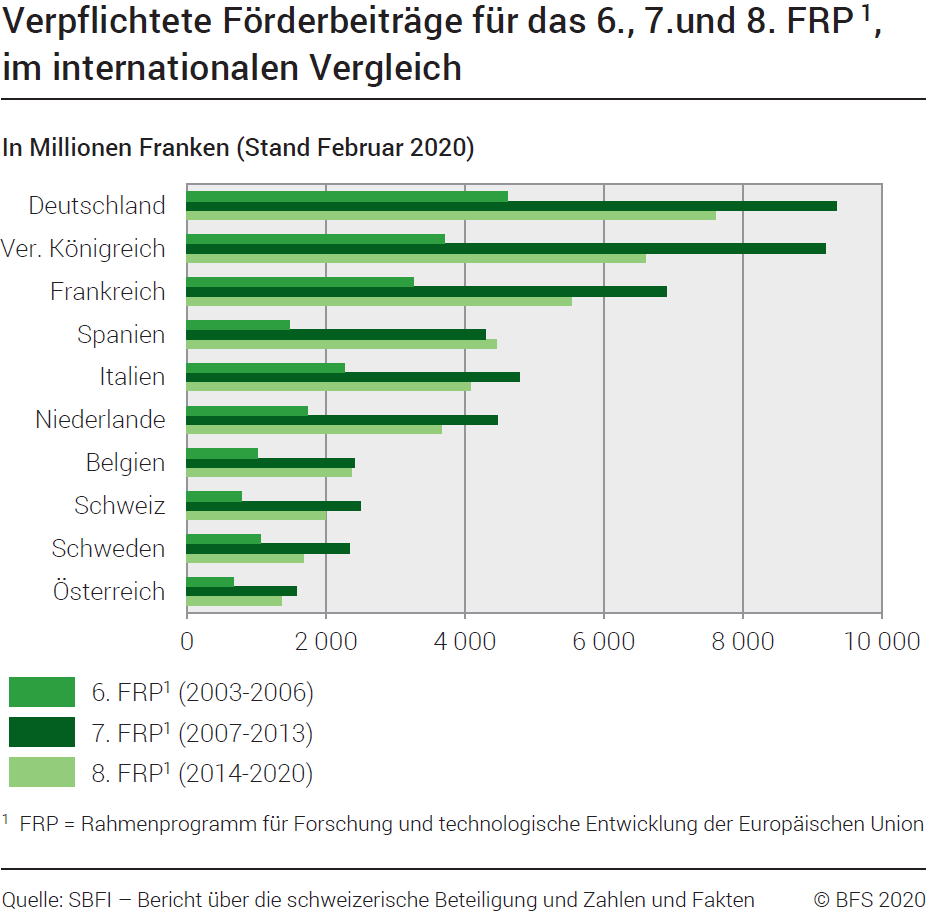 Verpflichtete Förderbeiträge für das 6., 7.und 8. FRP ¹,
im internationalen Vergleich
In Millionen Franken (Stand Februar 2020)
Deutschland
Ver. Königreich
Frankreich
Spanien
Italien
Niederlande
Belgien
Schweiz
Schweden
Österreich
0 2 000 4 000 6 000 8 000 10 000
6. FRP¹ (2003-2006)
7. FRP¹ (2007-2013)
8. FRP¹ (2014-2020)
¹ FRP = Rahmenprogramm für Forschung und technologische Entwicklung der Europäischen Union
Quelle: SBFI – Bericht über die schweizerische Beteiligung und Zahlen und Fakten © BFS 2020